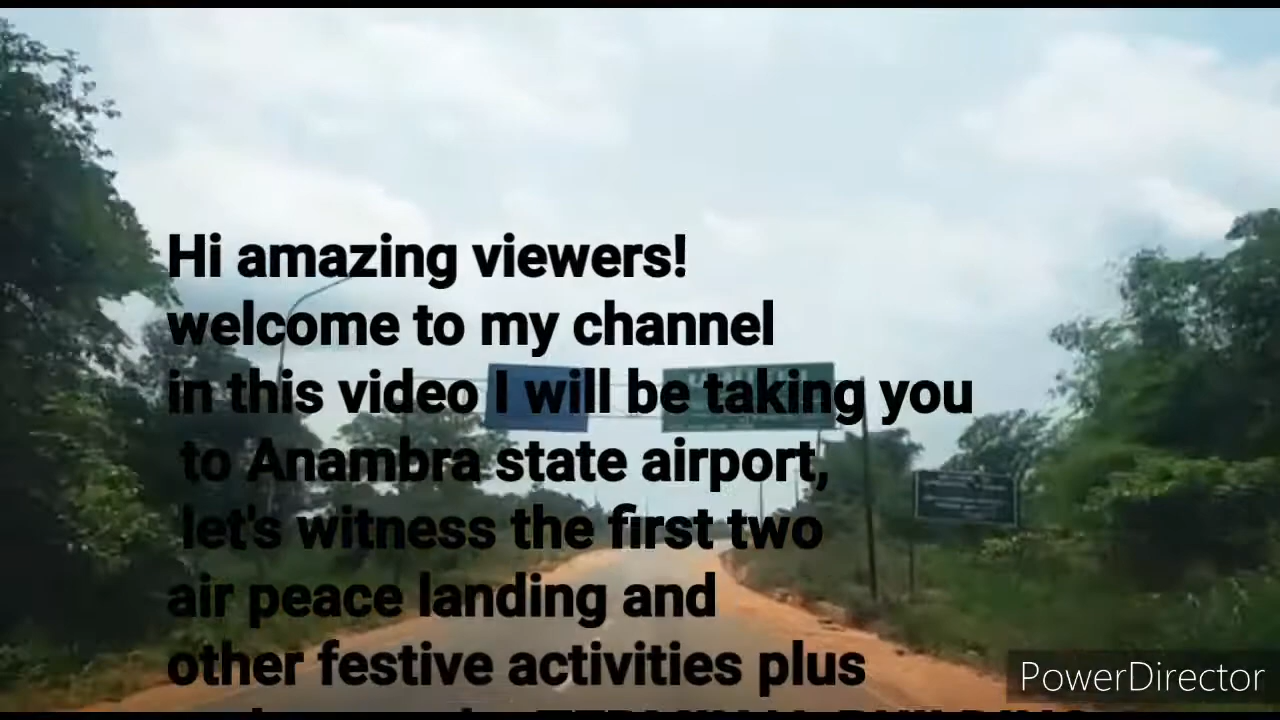 Hi amazing viewers!
welcome to my channel
in this video I will be taking you
to Anambra state airport,
let's witness the first two
air peace landing and
other festive activities plus
PowerDirector